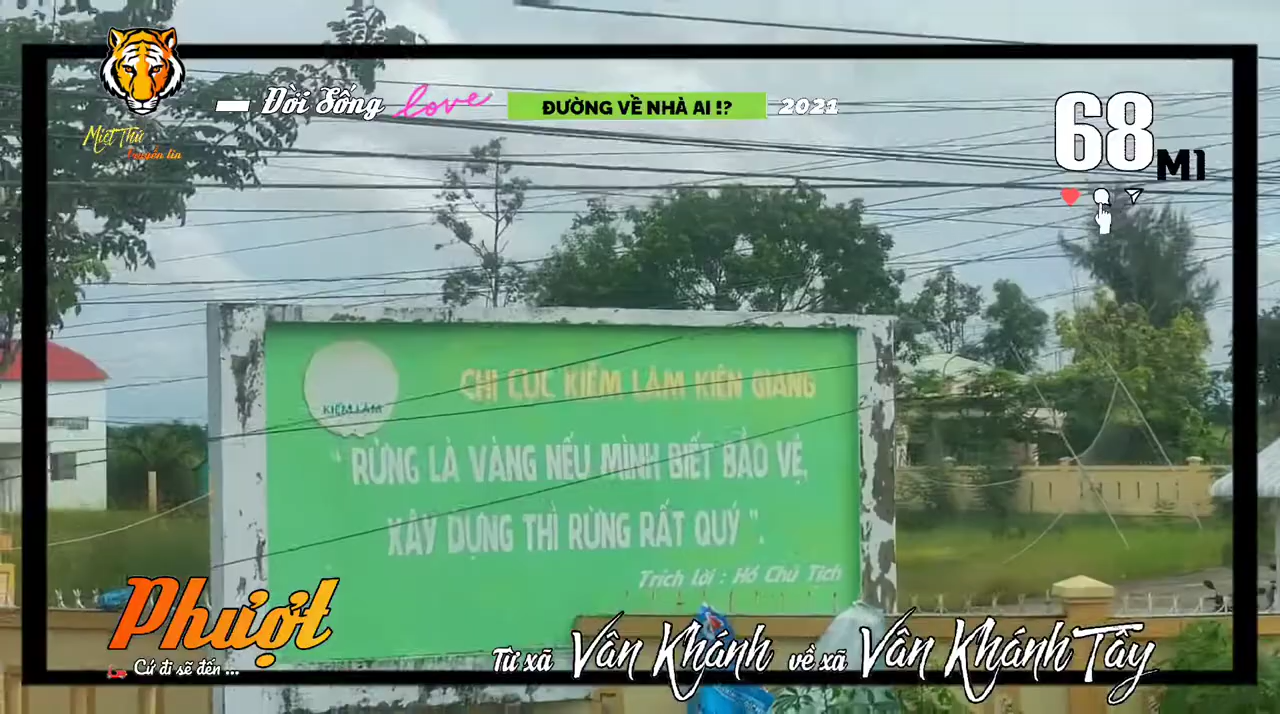 Đời Sống love
ĐƯỜNG VỀ NHÀ AI !?
2021
68
M1
Miệt Thứ
Truyền tin
CHI CỤC KIỂM LÂM KIÊN GIANG
KIỂM LÂM
" RỪNG LÀ VÀNG NẾU MÌNH BIẾT BẢO VỆ,
XÂY DỰNG THÌ RỪNG RẤT QUÝ ".
Trích lời : Hồ Chủ Tịch
Phượt
Cứ đi sẽ đến ...
Từ xã Vân Khánh về xã Vân Khánh Tây